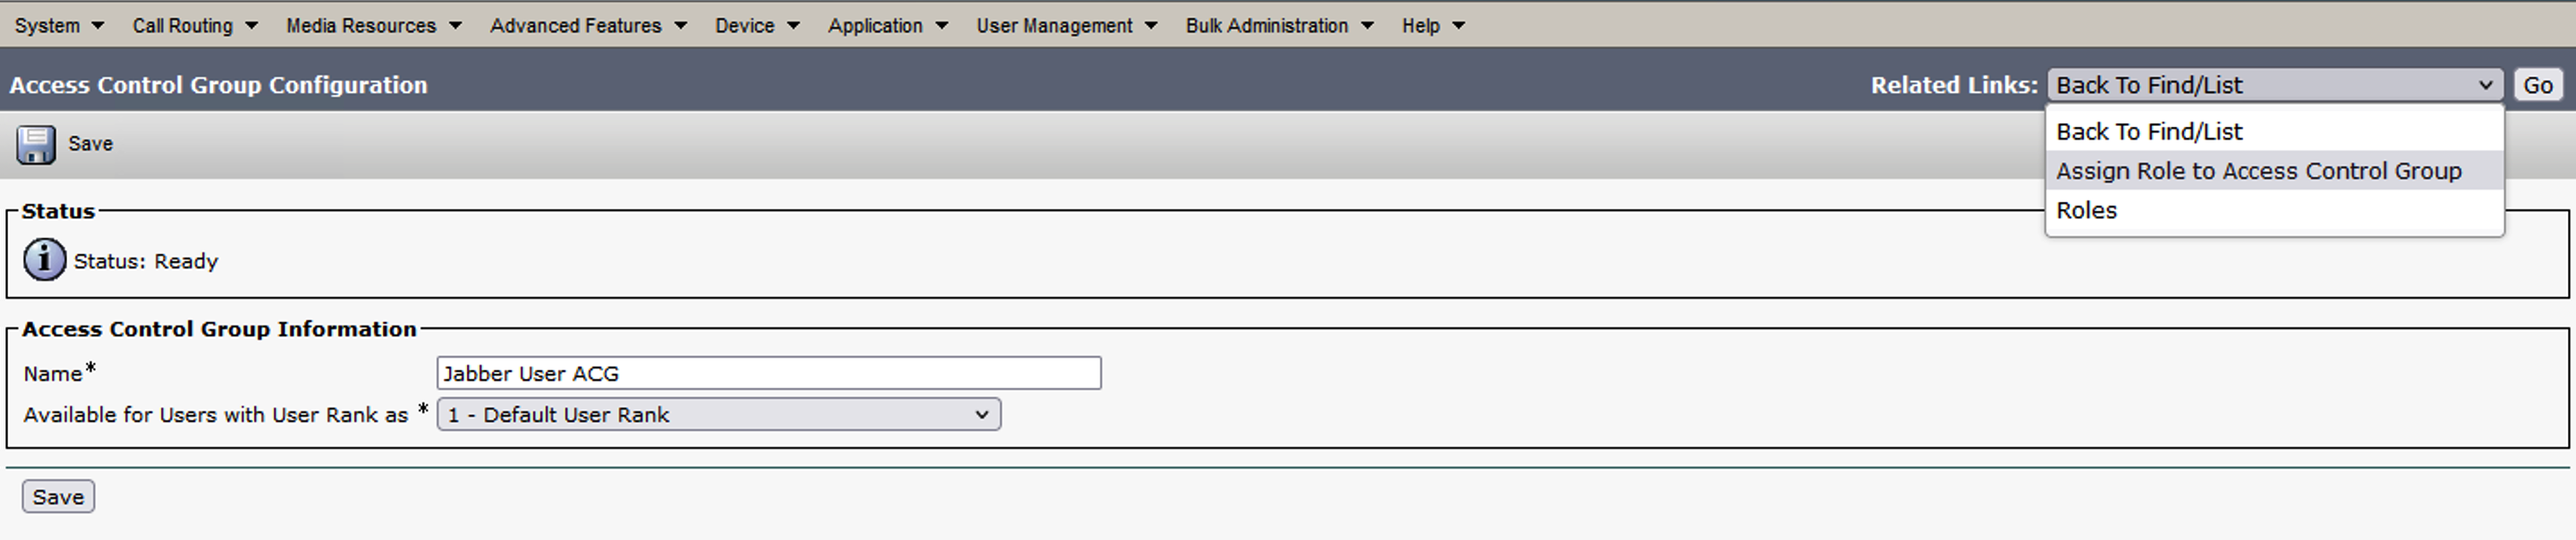 System Call Routing Media Resources Advanced Features Device Application User Management Bulk Administration Help
Access Control Group Configuration Related Links: Back To Find/List Go
Back To Find/List
Save
Assign Role to Access Control Group
Roles
Status
Status: Ready
Access Control Group Information
Name* Jabber User ACG
Available for Users with User Rank as * 1 - Default User Rank
Save